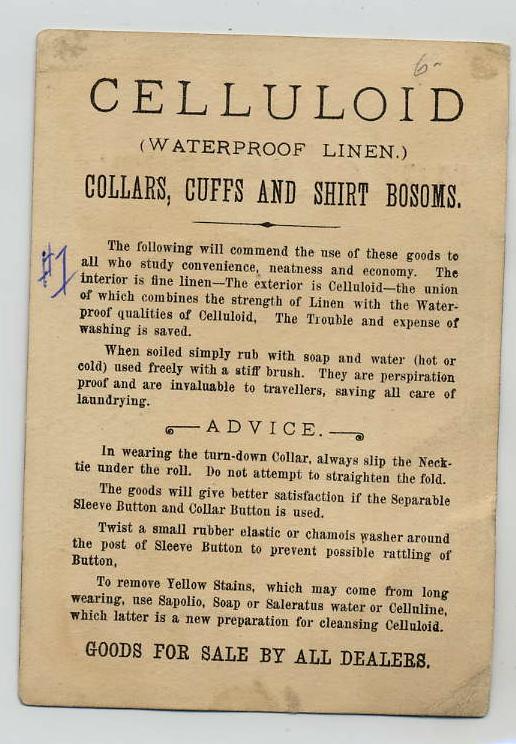 6-
CELLULOID
(WATERPROOF LINEN.)
COLLARS, CUFFS AND SHIRT BOSOMS.
#1
The following will commend the use of these goods to
all who study convenience, neatness and economy. The
interior is fine linen—The exterior is Celluloid—the union
of which combines the strength of Linen with the Water-
proof qualities of Celluloid, The Trouble and expense of
washing is saved.
When soiled simply rub with soap and water (hot or
cold) used freely with a stiff brush. They are perspiration
proof and are invaluable to travellers, saving all care of
laundrying.
ADVICE.
In wearing the turn-down Collar, always slip the Neck-
tie under the roll. Do not attempt to straighten the fold.
The goods will give better satisfaction if the Separable
Sleeve Button and Collar Button is used.
Twist a small rubber elastic or chamois washer around
the post of Sleeve Button to prevent possible rattling of
Button,
To remove Yellow Stains, which may come from long
wearing, use Sapolio, Soap or Saleratus water or Celluline,
which latter is a new preparation for cleansing Celluloid.
GOODS FOR SALE BY ALL DEALERS.